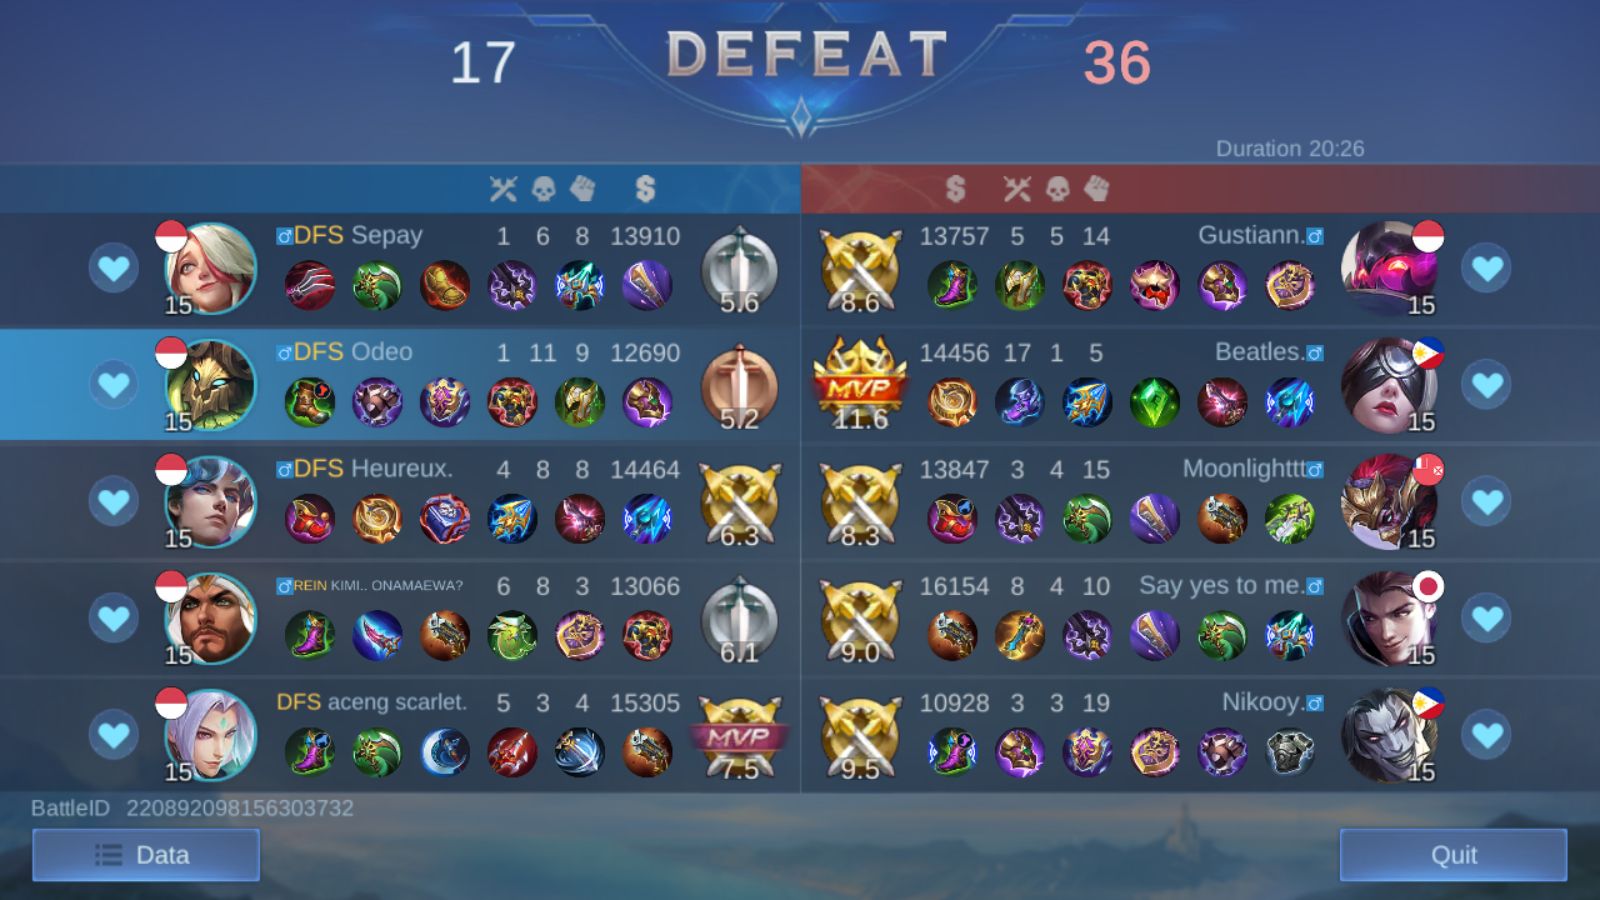 17 DEFEAT 36
Duration 20:26
DFS Sepay 1 6 8 13910
15 5.6
13757 5 5 14 Gustiann.
8.6 15
DFS Odeo 1 11 9 12690
15 5.2
14456 17 1 5 Beatles.
MVP
11.6 15
DFS Heureux. 4 8 8 14464
15 6.3
13847 3 4 15 Moonlighttt
8.3 15
REIN KIMI.. ONAMAEWA? 6 8 3 13066
15 6.1
16154 8 4 10 Say yes to me.
9.0 15
DFS aceng scarlet. 5 3 4 15305
MVP
15 7.5
10928 3 3 19 Nikooy.
9.5 15
BattleID 220892098156303732
Data
Quit